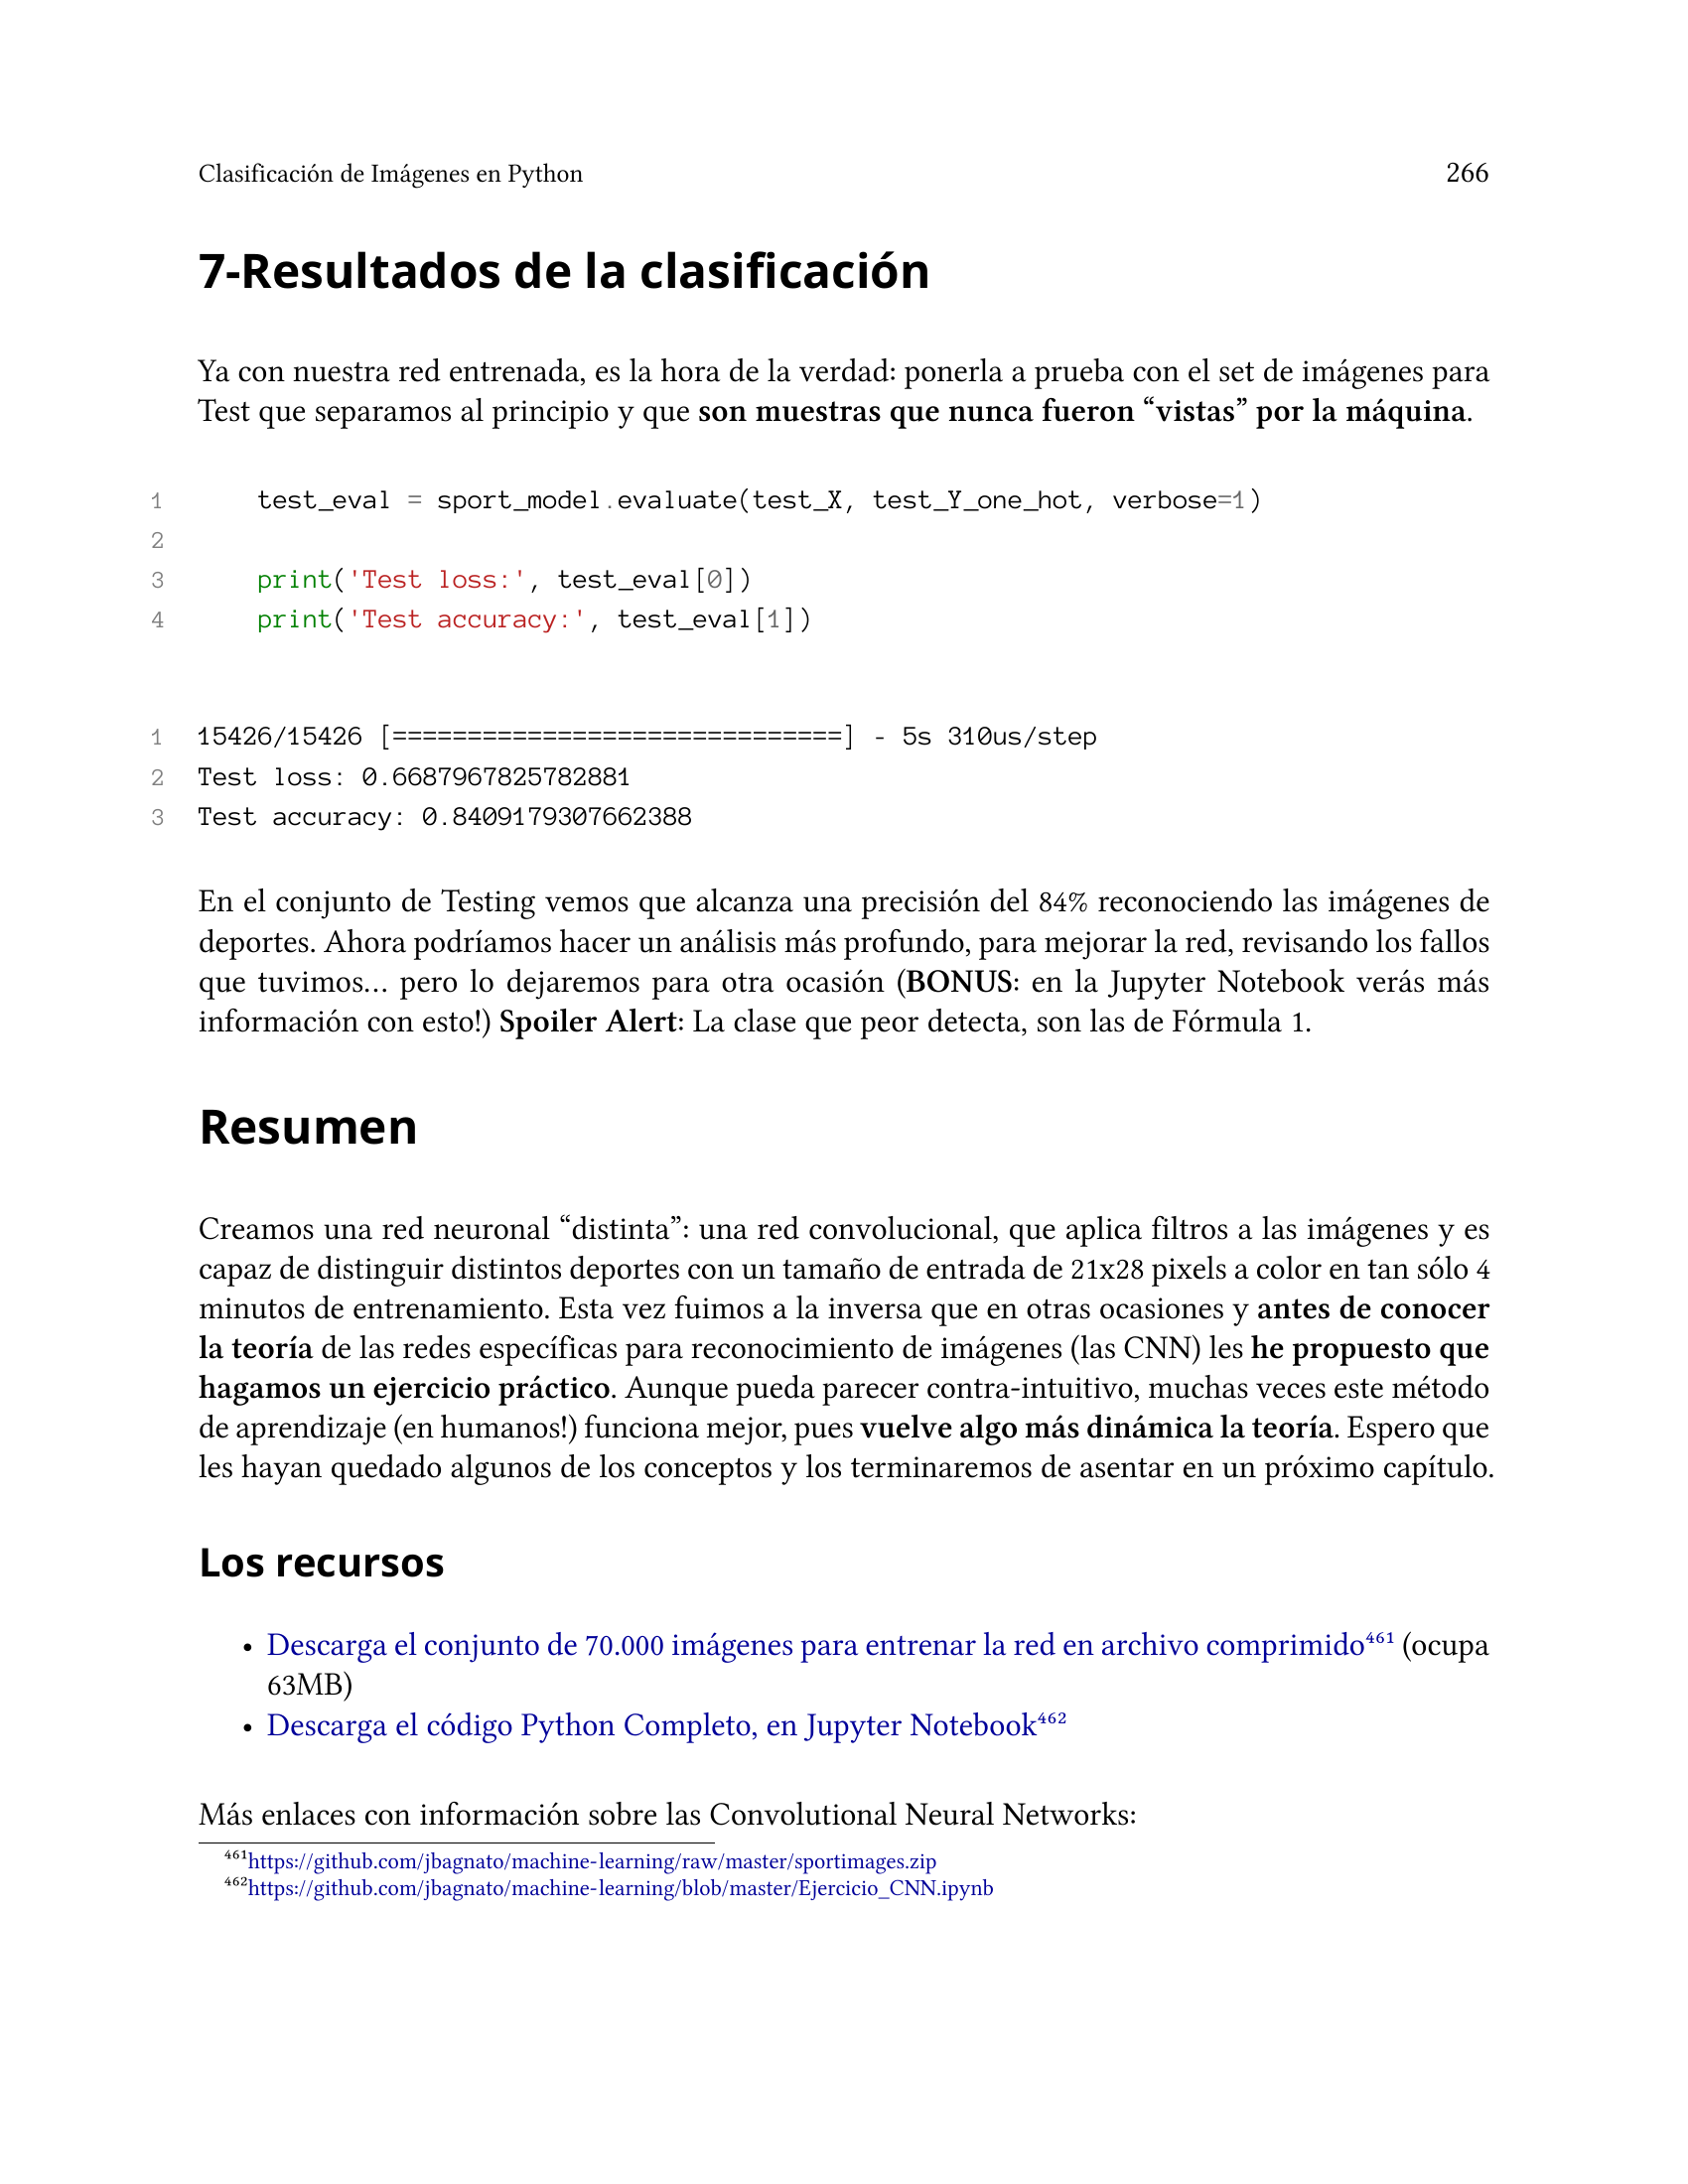 Clasificación de Imágenes en Python 266
7-Resultados de la clasificación
Ya con nuestra red entrenada, es la hora de la verdad: ponerla a prueba con el set de imágenes para
Test que separamos al principio y que son muestras que nunca fueron “vistas” por la máquina.
1 test_eval = sport_model.evaluate(test_X, test_Y_one_hot, verbose=1)
2
3 print('Test loss:', test_eval[0])
4 print('Test accuracy:', test_eval[1])
1 15426/15426 [==============================] - 5s 310us/step
2 Test loss: 0.6687967825782881
3 Test accuracy: 0.8409179307662388
En el conjunto de Testing vemos que alcanza una precisión del 84% reconociendo las imágenes de
deportes. Ahora podríamos hacer un análisis más profundo, para mejorar la red, revisando los fallos
que tuvimos… pero lo dejaremos para otra ocasión (BONUS: en la Jupyter Notebook verás más
información con esto!) Spoiler Alert: La clase que peor detecta, son las de Fórmula 1.
Resumen
Creamos una red neuronal “distinta”: una red convolucional, que aplica filtros a las imágenes y es
capaz de distinguir distintos deportes con un tamaño de entrada de 21x28 pixels a color en tan sólo 4
minutos de entrenamiento. Esta vez fuimos a la inversa que en otras ocasiones y antes de conocer
la teoría de las redes específicas para reconocimiento de imágenes (las CNN) les he propuesto que
hagamos un ejercicio práctico. Aunque pueda parecer contra-intuitivo, muchas veces este método
de aprendizaje (en humanos!) funciona mejor, pues vuelve algo más dinámica la teoría. Espero que
les hayan quedado algunos de los conceptos y los terminaremos de asentar en un próximo capítulo.
Los recursos
• Descarga el conjunto de 70.000 imágenes para entrenar la red en archivo comprimido⁴⁶¹ (ocupa
63MB)
• Descarga el código Python Completo, en Jupyter Notebook⁴⁶²
Más enlaces con información sobre las Convolutional Neural Networks:
⁴⁶¹https://github.com/jbagnato/machine-learning/raw/master/sportimages.zip
⁴⁶²https://github.com/jbagnato/machine-learning/blob/master/Ejercicio_CNN.ipynb